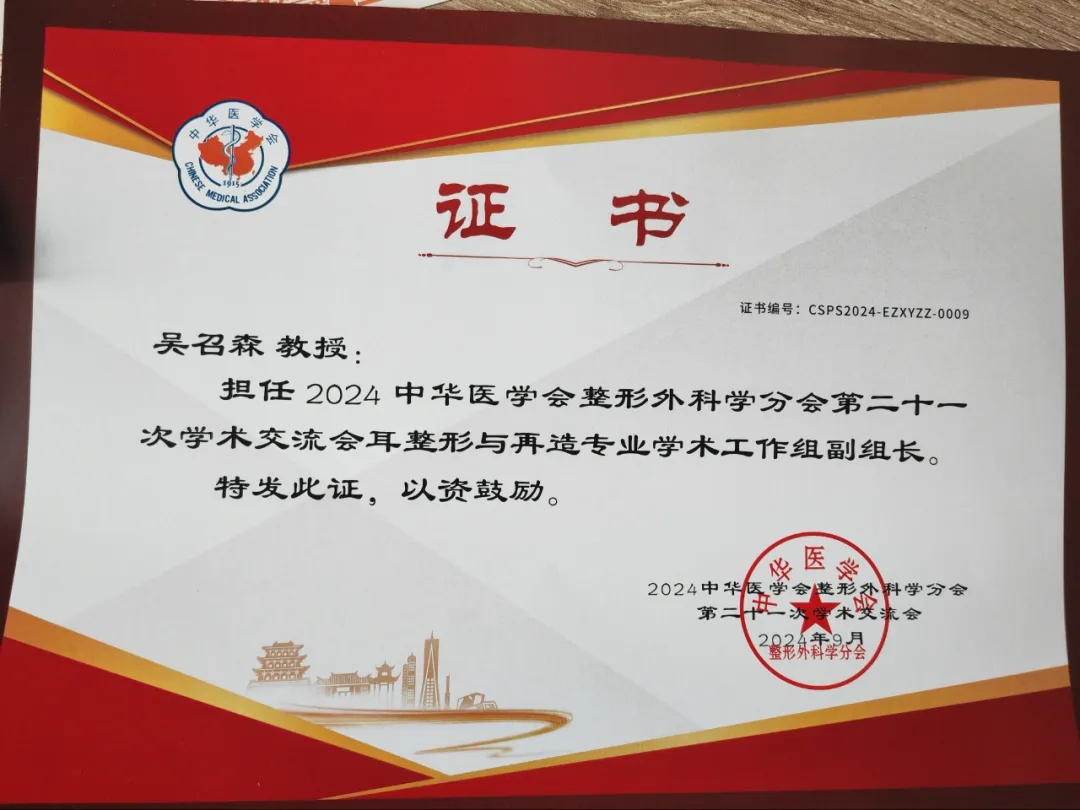 中华医学会
1915
CHINESE MEDICAL ASSOCIATION
证 书
证书编号：CSPS2024-EZXYZZ-0009
吴召森 教授：
担任 2024 中华医学会整形外科学分会第二十一
次学术交流会耳整形与再造专业学术工作组副组长。
特发此证，以资鼓励。
2024中华医学会整形外科学分会
第二十一次学术交流会
2024年9月
中华医学会
整形外科学分会